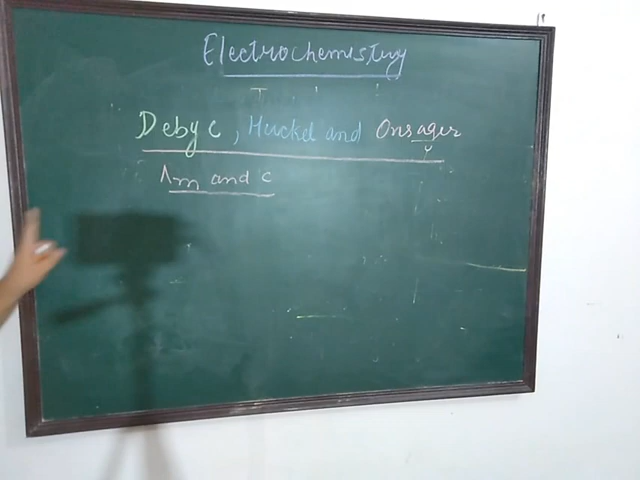 Electrochemistry
Debye, Huckel and Onsager
Λm and c